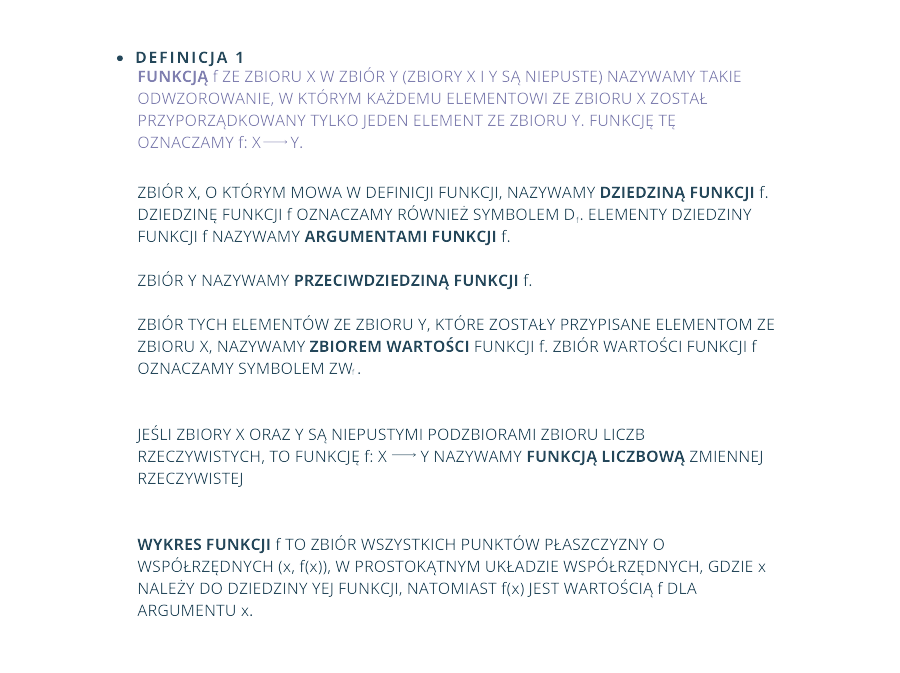 • DEFINICJA 1
FUNKCJĄ f ZE ZBIORU X W ZBIÓR Y (ZBIORY X I Y SĄ NIEPUSTE) NAZYWAMY TAKIE
ODWZOROWANIE, W KTÓRYM KAŻDEMU ELEMENTOWI ZE ZBIORU X ZOSTAŁ
PRZYPORZĄDKOWANY TYLKO JEDEN ELEMENT ZE ZBIORU Y. FUNKCJĘ TĘ
OZNACZAMY f: X⟶Y.
ZBIÓR X, O KTÓRYM MOWA W DEFINICJI FUNKCJI, NAZYWAMY DZIEDZINĄ FUNKCJI f.
DZIEDZINĘ FUNKCJI f OZNACZAMY RÓWNIEŻ SYMBOLEM Df. ELEMENTY DZIEDZINY
FUNKCJI f NAZYWAMY ARGUMENTAMI FUNKCJI f.
ZBIÓR Y NAZYWAMY PRZECIWDZIEDZINĄ FUNKCJI f.
ZBIÓR TYCH ELEMENTÓW ZE ZBIORU Y, KTÓRE ZOSTAŁY PRZYPISANE ELEMENTOM ZE
ZBIORU X, NAZYWAMY ZBIOREM WARTOŚCI FUNKCJI f. ZBIÓR WARTOŚCI FUNKCJI f
OZNACZAMY SYMBOLEM ZWf.
JEŚLI ZBIORY X ORAZ Y SĄ NIEPUSTYMI PODZBIORAMI ZBIORU LICZB
RZECZYWISTYCH, TO FUNKCJĘ f: X ⟶ Y NAZYWAMY FUNKCJĄ LICZBOWĄ ZMIENNEJ
RZECZYWISTEJ
WYKRES FUNKCJI f TO ZBIÓR WSZYSTKICH PUNKTÓW PŁASZCZYZNY O
WSPÓŁRZĘDNYCH (x, f(x)), W PROSTOKĄTNYM UKŁADZIE WSPÓŁRZĘDNYCH, GDZIE x
NALEŻY DO DZIEDZINY YEJ FUNKCJI, NATOMIAST f(x) JEST WARTOŚCIĄ f DLA
ARGUMENTU x.